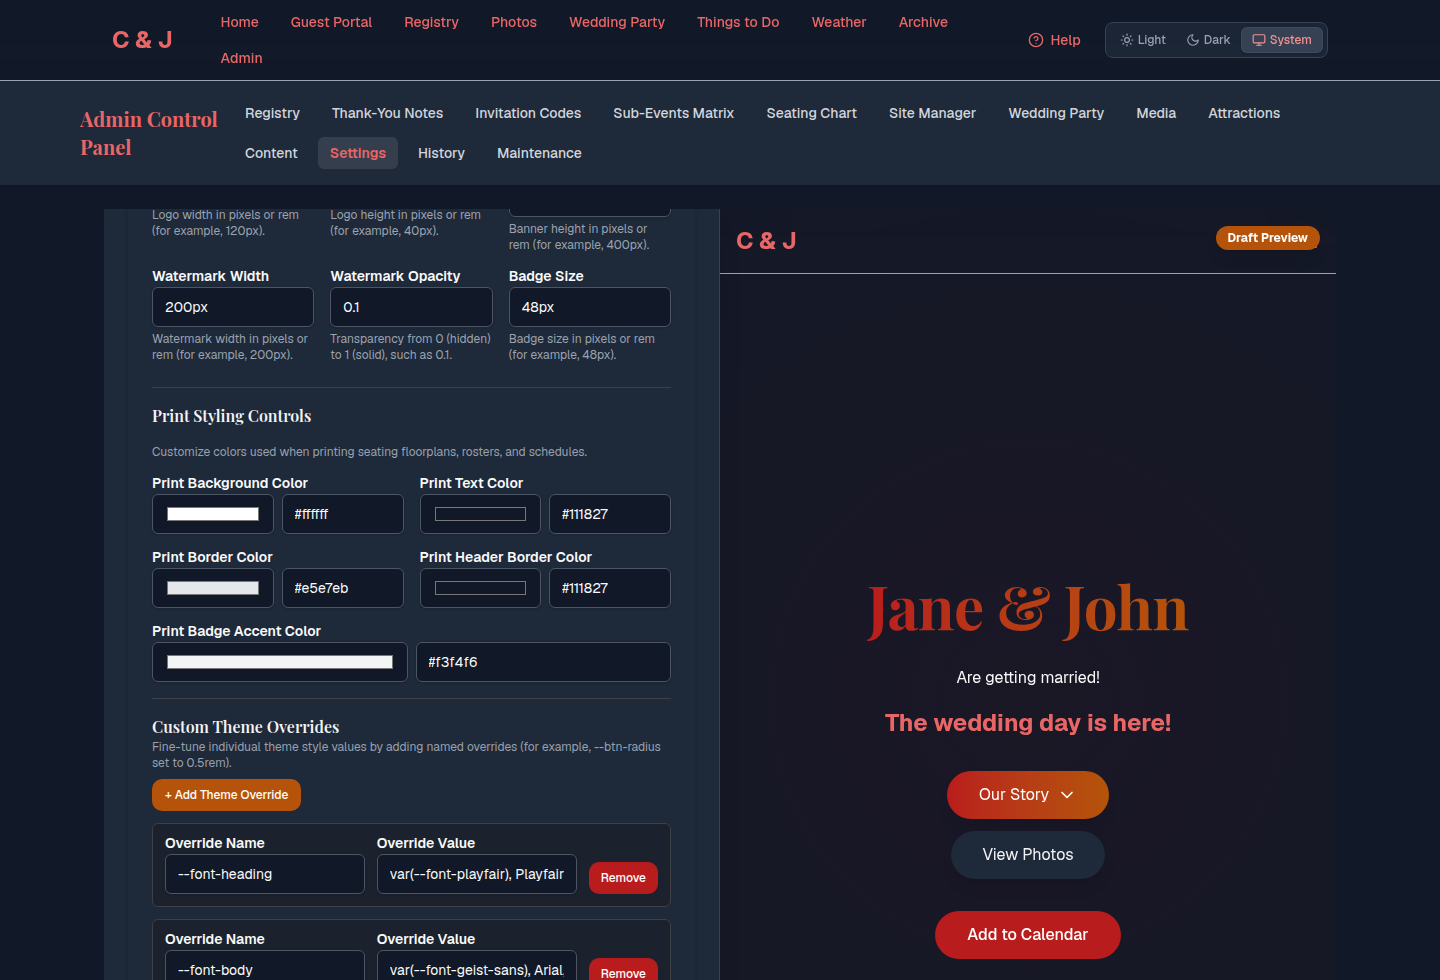 C & J
Home
Guest Portal
Registry
Photos
Wedding Party
Things to Do
Weather
Archive
Admin
Help
Light
Dark
System
Admin Control
Panel
Registry
Thank-You Notes
Invitation Codes
Sub-Events Matrix
Seating Chart
Site Manager
Wedding Party
Media
Attractions
Content
Settings
History
Maintenance
Logo width in pixels or rem
(for example, 120px).
Logo height in pixels or rem
(for example, 40px).
Banner height in pixels or
rem (for example, 400px).
Watermark Width
200px
Watermark width in pixels or
rem (for example, 200px).
Watermark Opacity
0.1
Transparency from 0 (hidden)
to 1 (solid), such as 0.1.
Badge Size
48px
Badge size in pixels or rem
(for example, 48px).
Print Styling Controls
Customize colors used when printing seating floorplans, rosters, and schedules.
Print Background Color
#ffffff
Print Text Color
#111827
Print Border Color
#e5e7eb
Print Header Border Color
#111827
Print Badge Accent Color
#f3f4f6
Custom Theme Overrides
Fine-tune individual theme style values by adding named overrides (for example, --btn-radius
set to 0.5rem).
+ Add Theme Override
Override Name
--font-heading
Override Value
var(--font-playfair), Playfair
Remove
Override Name
--font-body
Override Value
var(--font-geist-sans), Arial,
Remove
C & J
Draft Preview
Jane & John
Are getting married!
The wedding day is here!
Our Story
View Photos
Add to Calendar